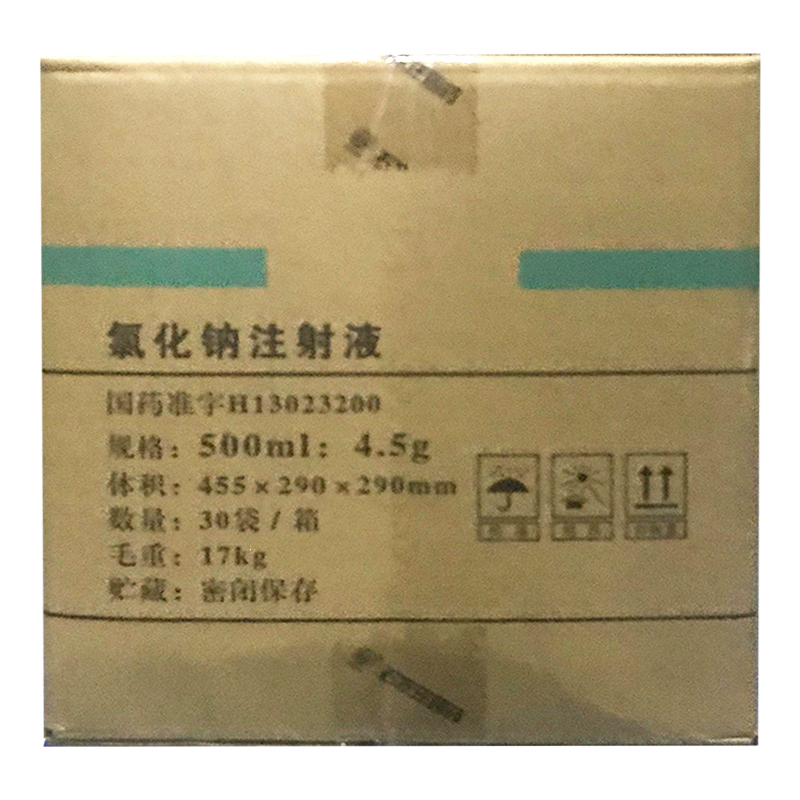 氯化钠注射液
国药准字H13023200
规格：500ml：4.5g
体积：455×290×290mm
数量：30袋/箱
毛重：17kg
贮藏：密闭保存